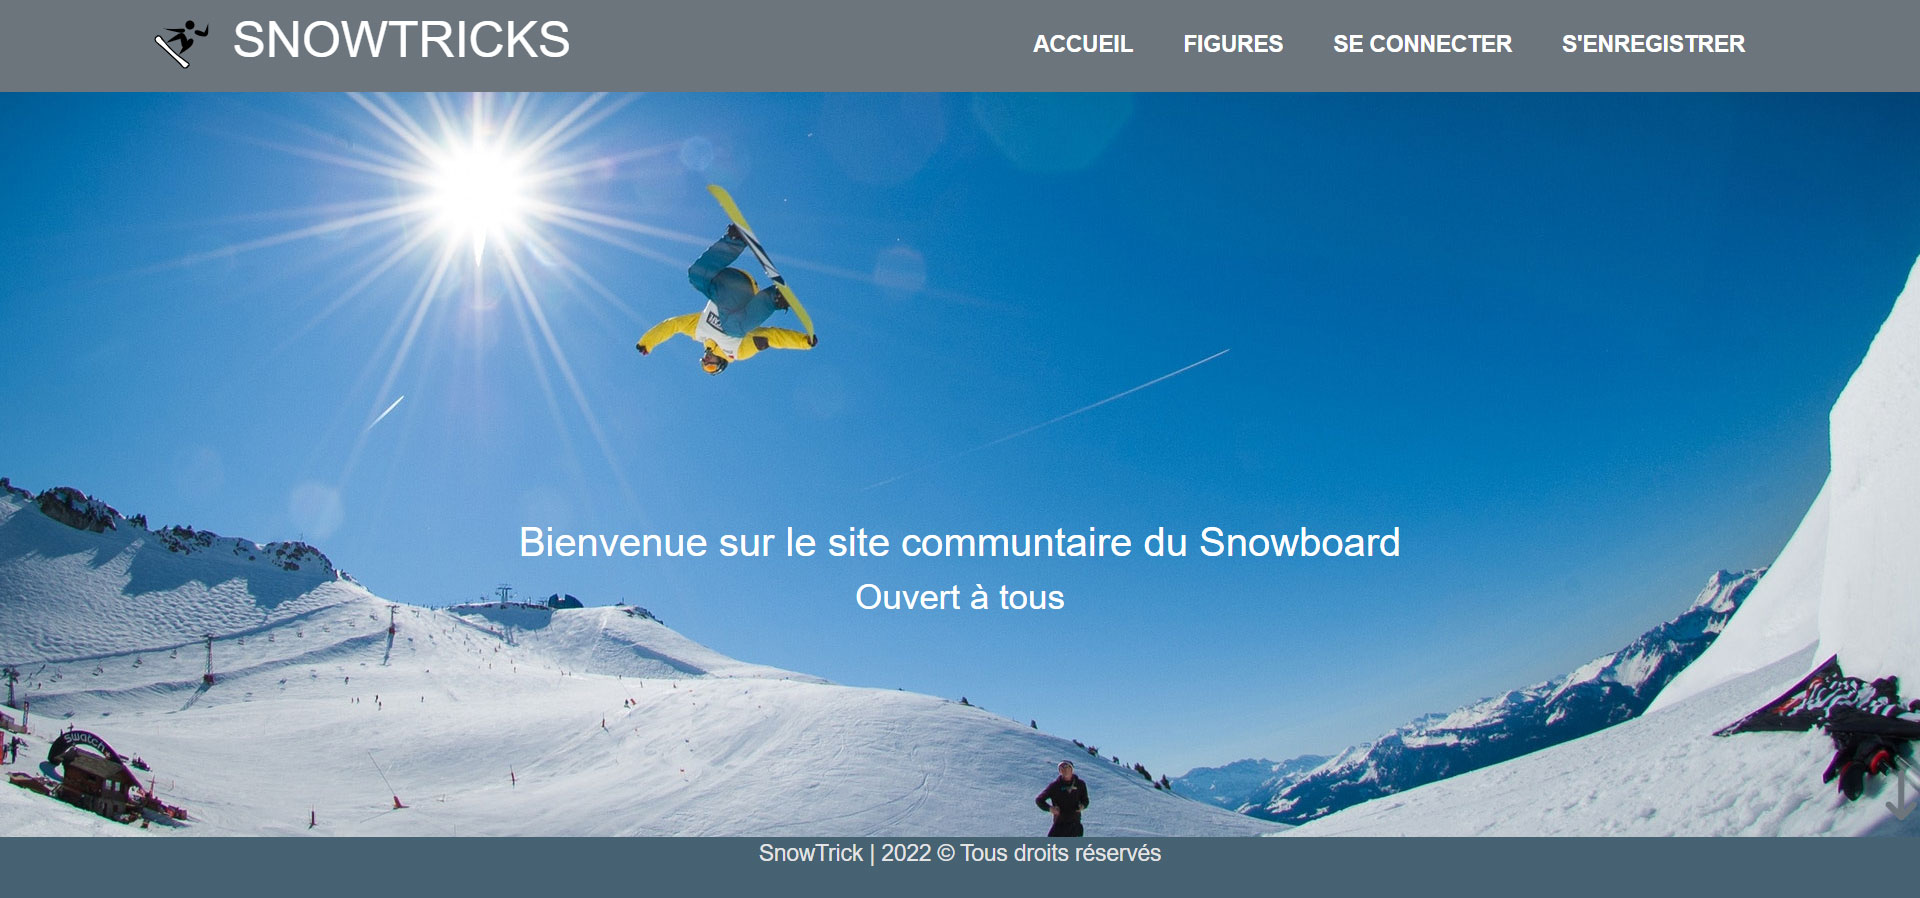 SNOWTRICKS
ACCUEIL FIGURES SE CONNECTER S'ENREGISTRER
Bienvenue sur le site communtaire du Snowboard
Ouvert à tous
swatch
SnowTrick | 2022 © Tous droits réservés